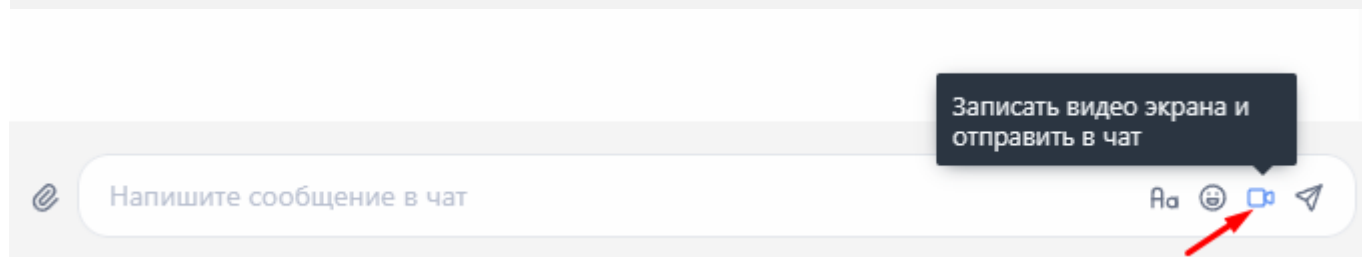 Записать видео экрана и
отправить в чат
Напишите сообщение в чат
Aa